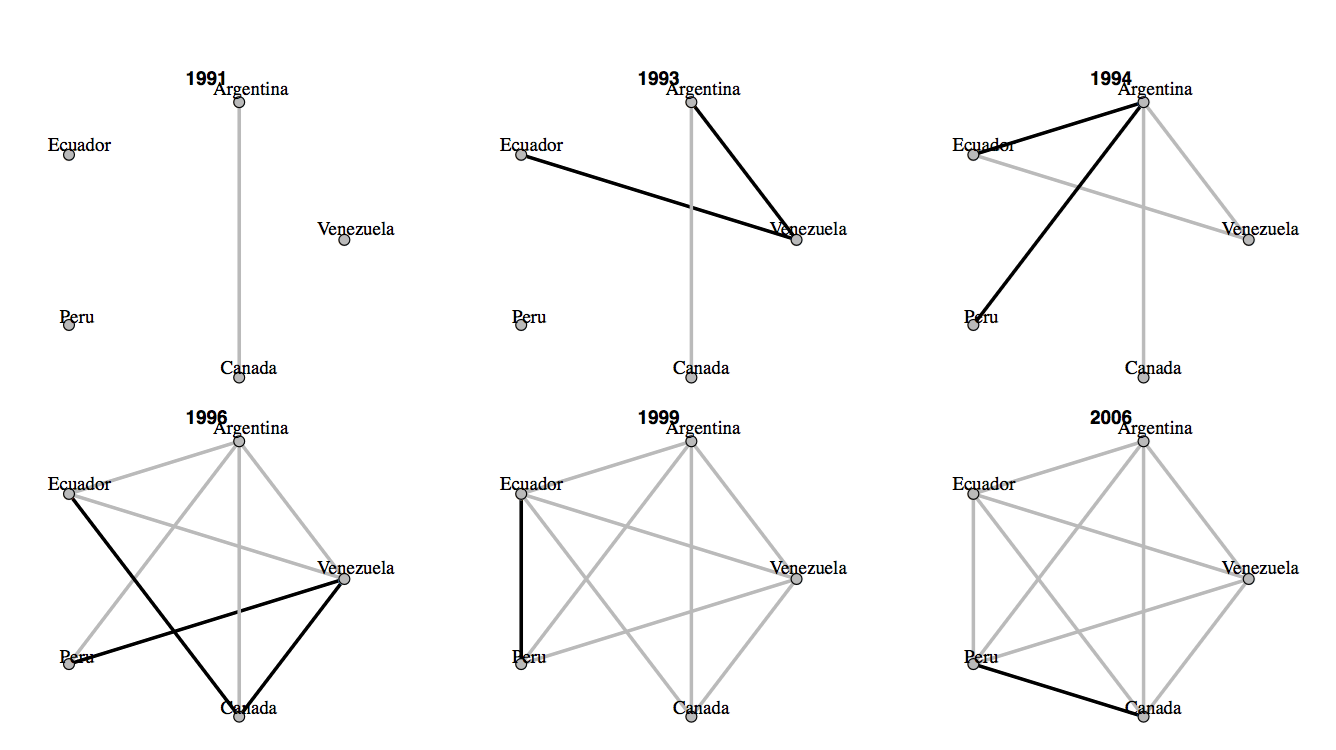 1991
Argentina
Ecuador
Venezuela
Peru
Canada
1993
Argentina
Ecuador
Venezuela
Peru
Canada
1994
Argentina
Ecuador
Venezuela
Peru
Canada
1996
Argentina
Ecuador
Venezuela
Peru
Canada
1999
Argentina
Ecuador
Venezuela
Peru
Canada
2006
Argentina
Ecuador
Venezuela
Peru
Canada